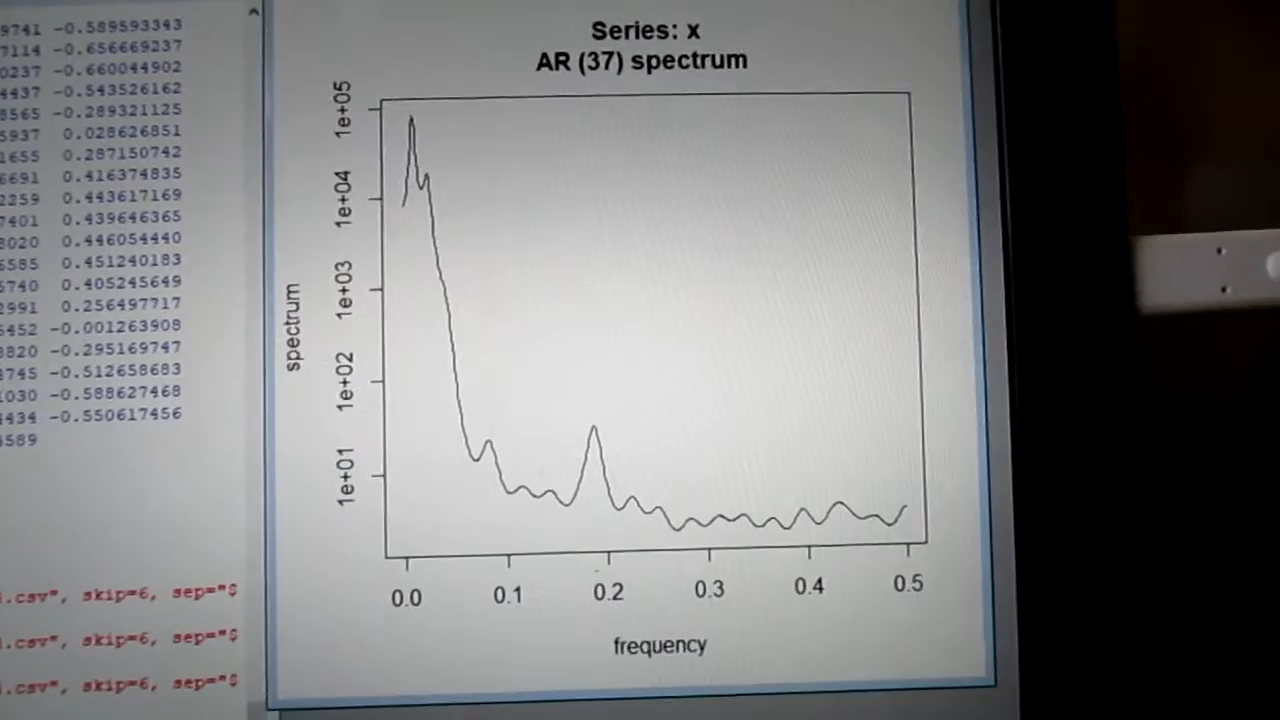 9741 -0.589593343
7114 -0.656669237
0237 -0.660044902
4437 -0.543526162
8565 -0.289321125
5937 0.028626851
1655 0.287150742
6691 0.416374835
2259 0.443617169
7401 0.439646365
8020 0.446054440
5585 0.451240183
5740 0.405245649
2991 0.256497717
6452 -0.001263908
8820 -0.295169747
8745 -0.512658683
1030 -0.588627468
4434 -0.550617456
4589
.csv", skip=6, sep="$
.csv", skip=6, sep="$
.csv", skip=6, sep="$
Series: x
AR (37) spectrum
spectrum
1e+05
1e+04
1e+03
1e+02
1e+01
0.0 0.1 0.2 0.3 0.4 0.5
frequency